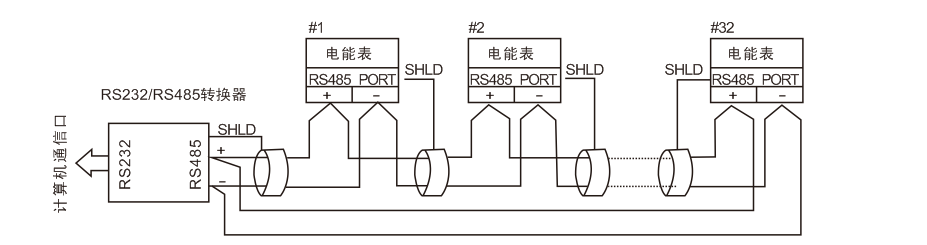 #1
#2
#32
电能表
电能表
电能表
RS485 PORT
SHLD
RS485 PORT
SHLD
SHLD
RS485 PORT
+ −
+ −
+ −
RS232/RS485转换器
SHLD
计算机通信口
RS232
RS485
+
−